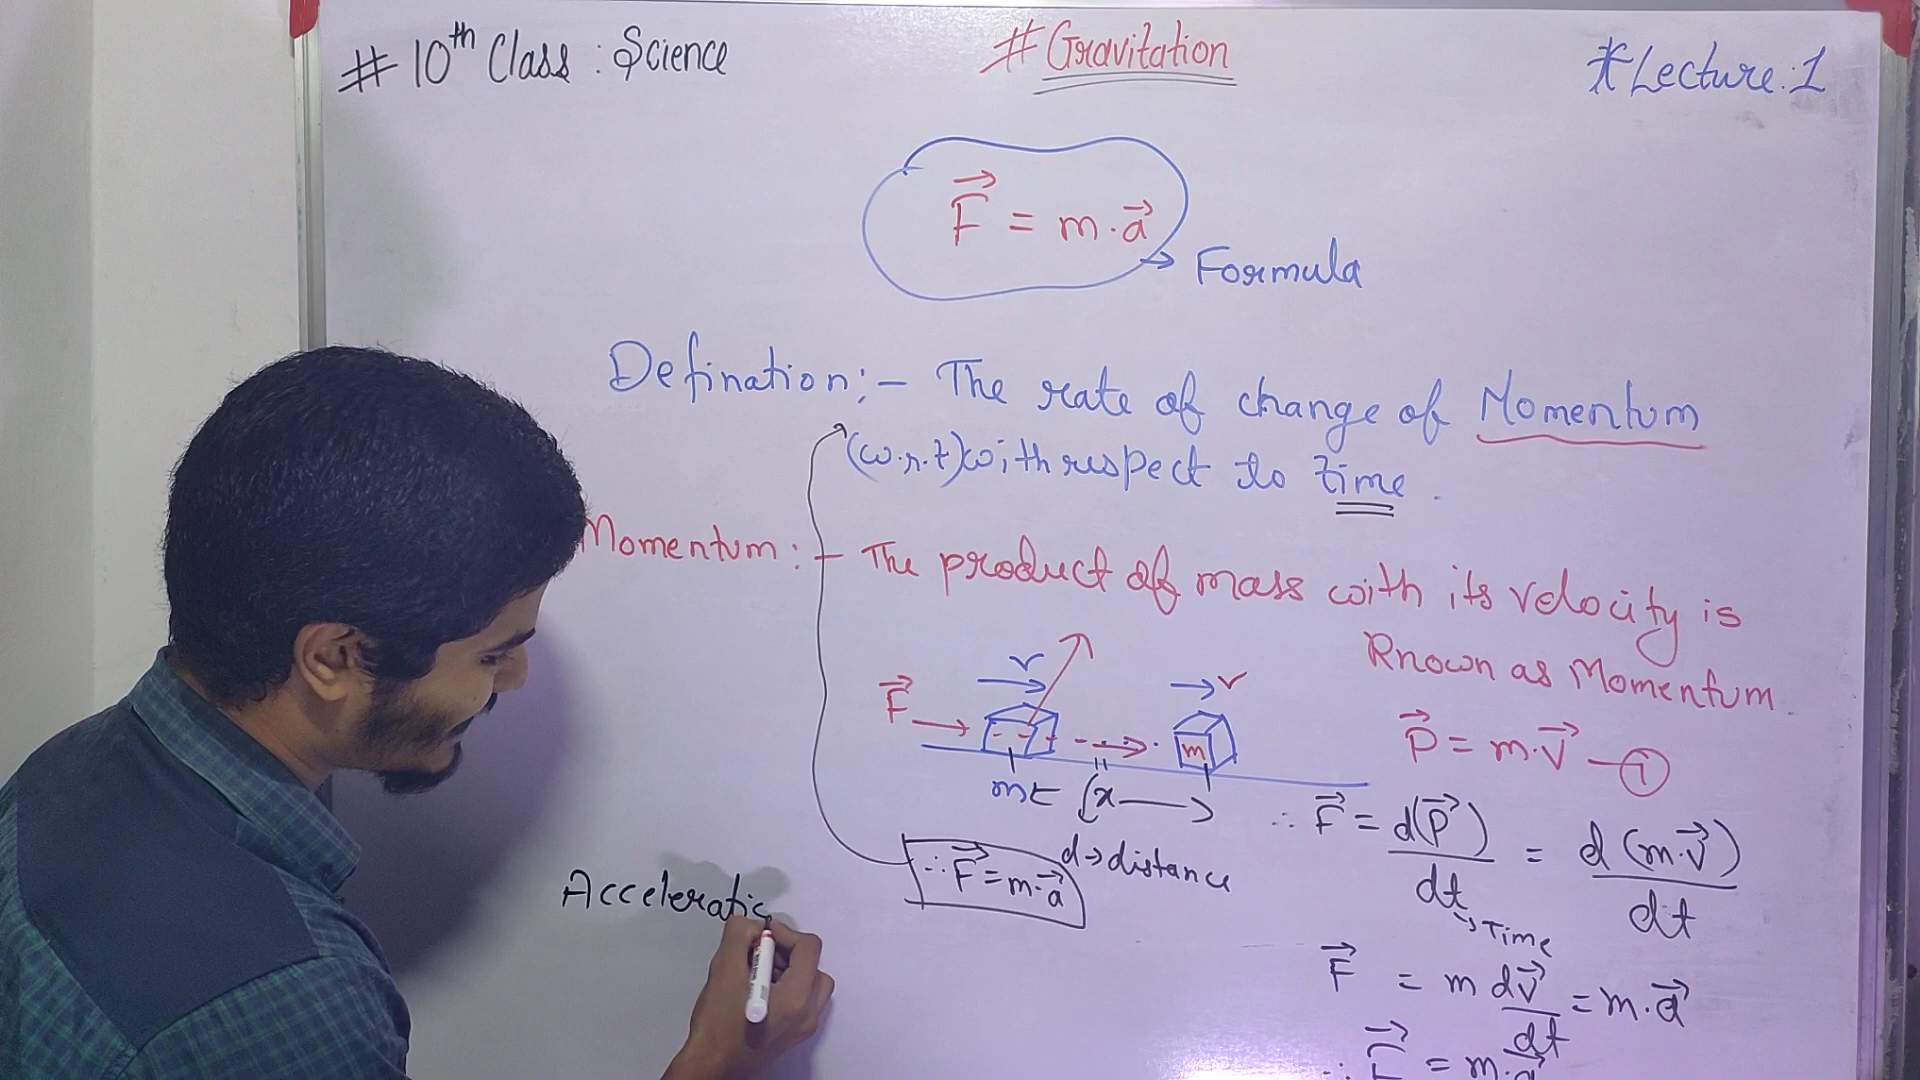 # 10th Class : Science
# Gravitation
* Lecture : 1
F⃗ = m . a⃗
→ Formula
Defination :- The rate of change of Momentum
(w.r.t) with respect to time .
Momentum :- The product of mass with its velocity is
Known as Momentum .
v
→ v
F⃗ →
m
P⃗ = m . v⃗ — ①
x →
d → distance
∴ F⃗ = m . a⃗
∴ F⃗ = d(P⃗)/dt = d(m . v⃗)/dt
↳ Time
F⃗ = m dv⃗/dt = m . a⃗
∴ F⃗ = m . a⃗
Acceleratio